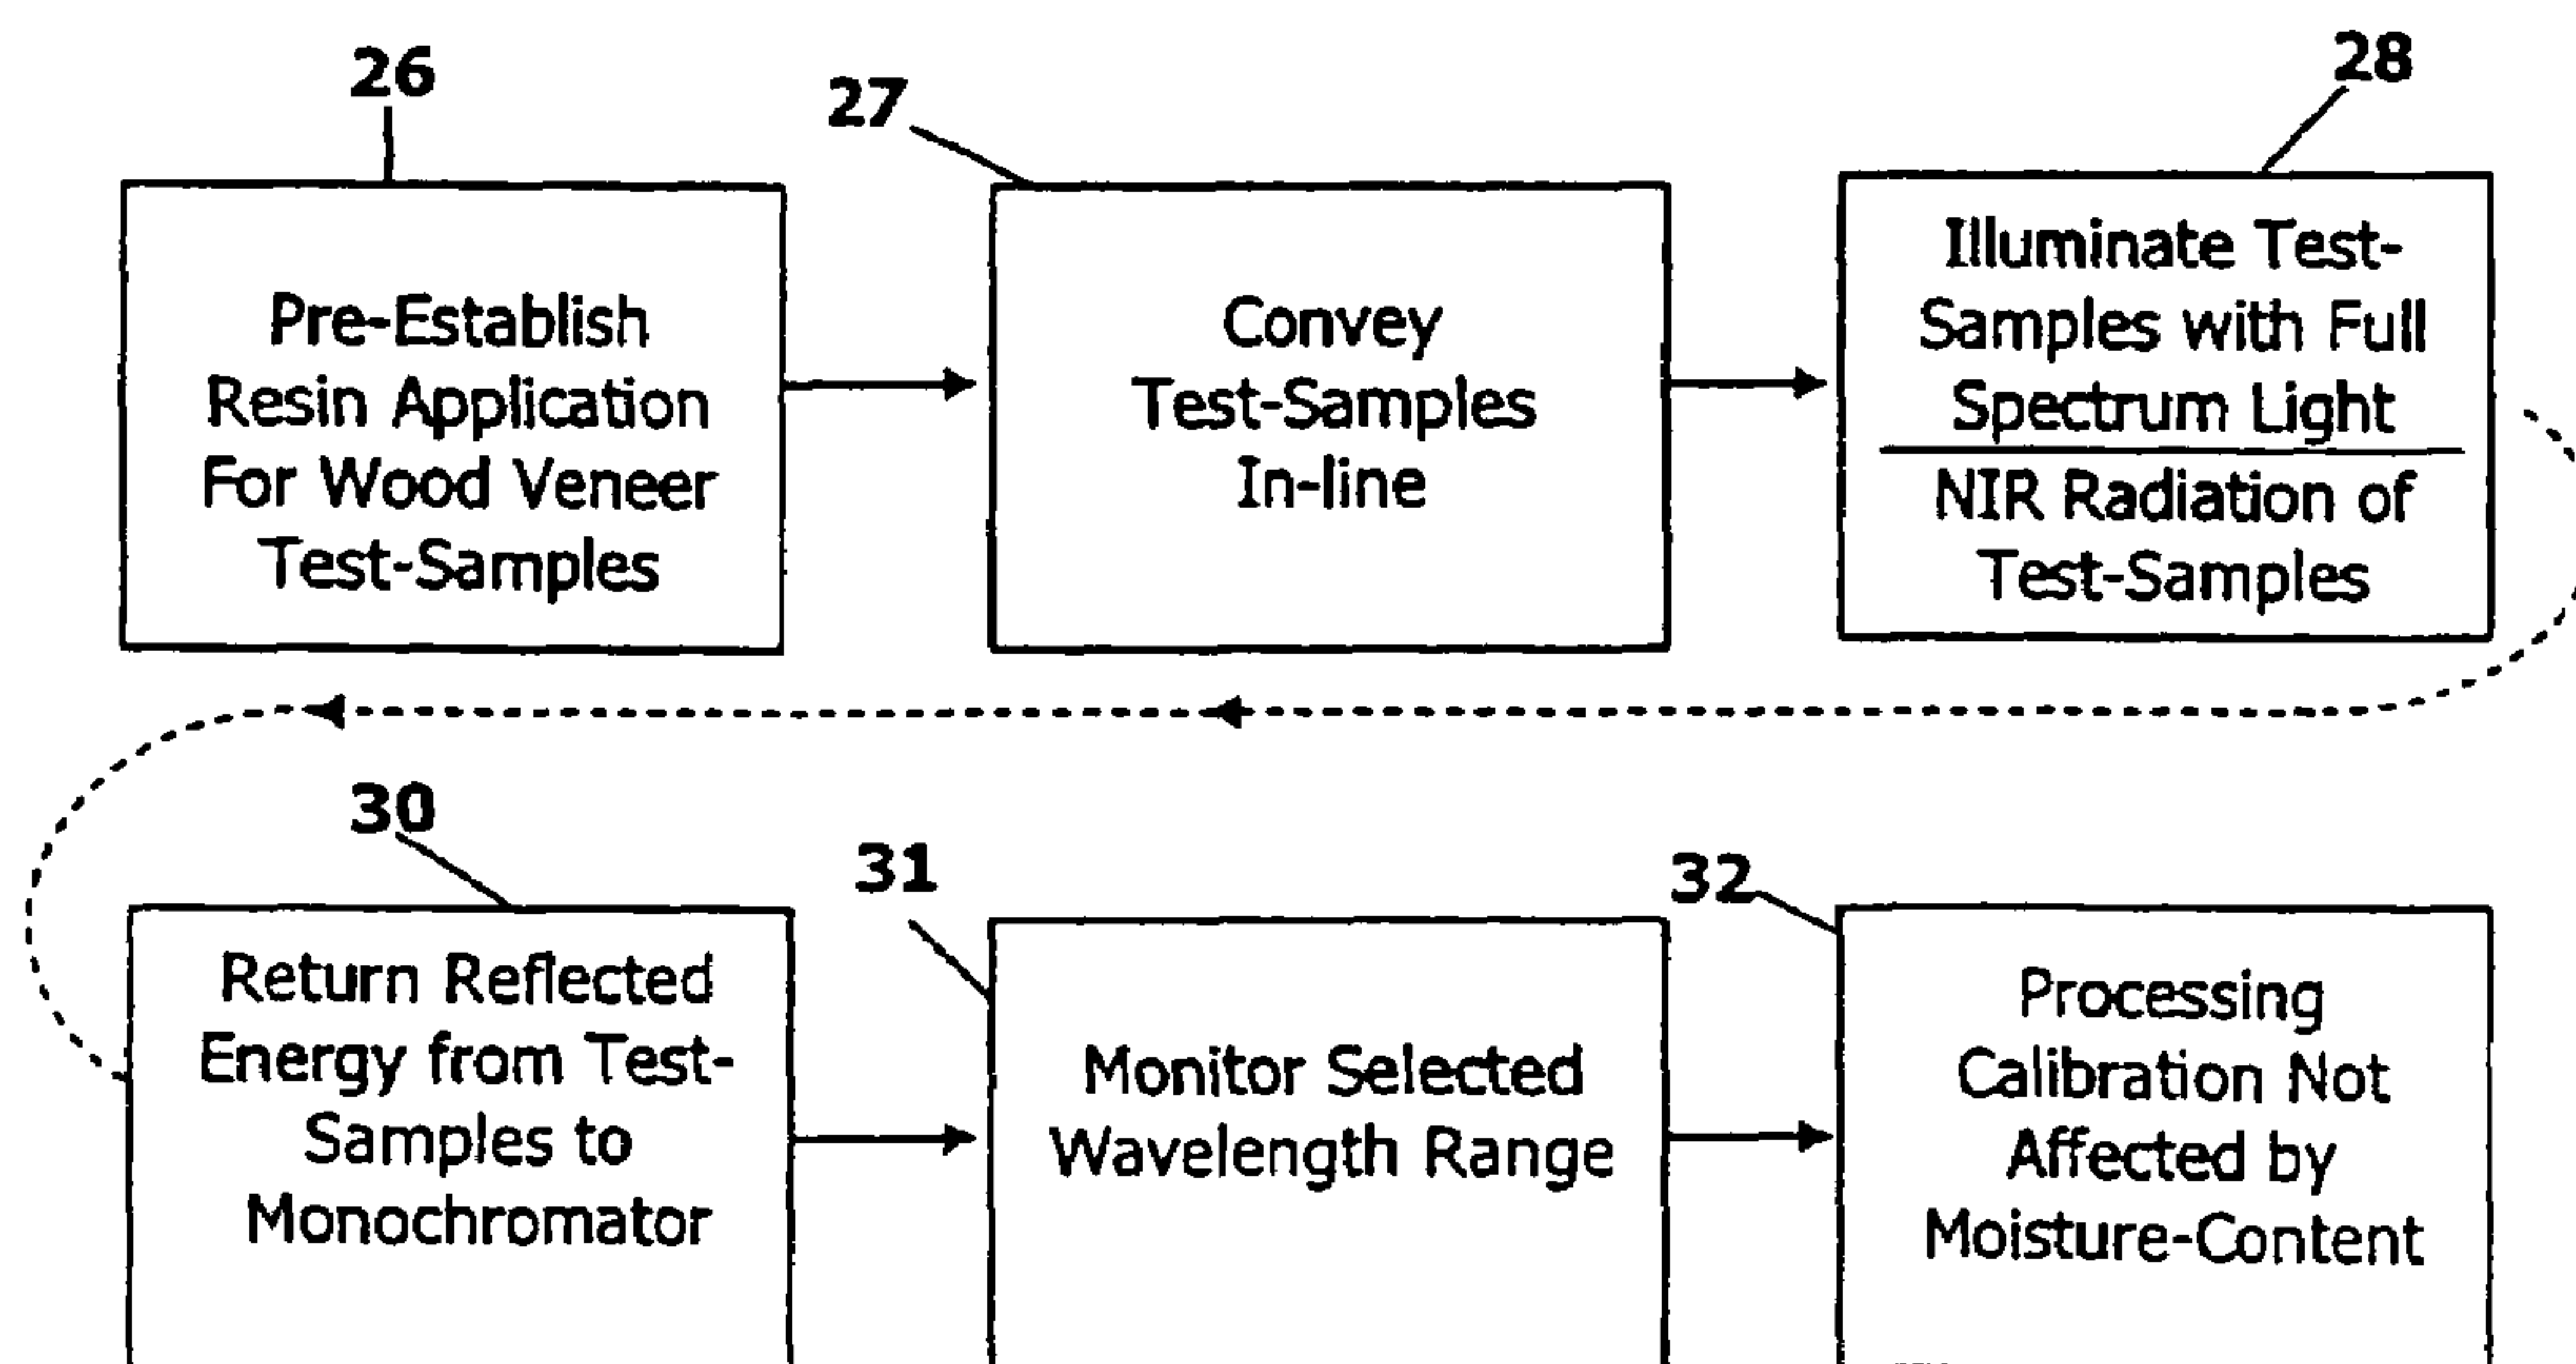 26
27
28
Pre-Establish
Resin Application
For Wood Veneer
Test-Samples
Convey
Test-Samples
In-line
Illuminate Test-
Samples with Full
Spectrum Light
NIR Radiation of
Test-Samples
30
31
32
Return Reflected
Energy from Test-
Samples to
Monochromator
Monitor Selected
Wavelength Range
Processing
Calibration Not
Affected by
Moisture-Content